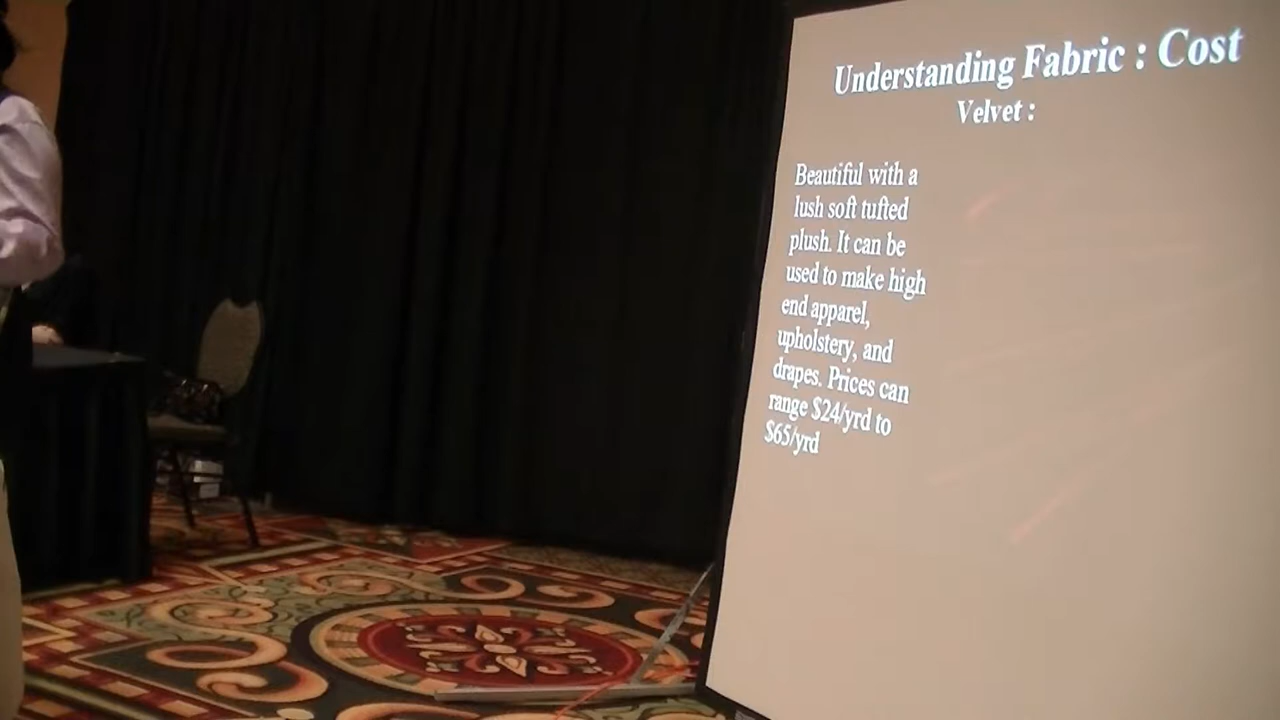 Understanding Fabric : Cost
Velvet :
Beautiful with a
lush soft tufted
plush. It can be
used to make high
end apparel,
upholstery, and
drapes. Prices can
range $24/yrd to
$65/yrd